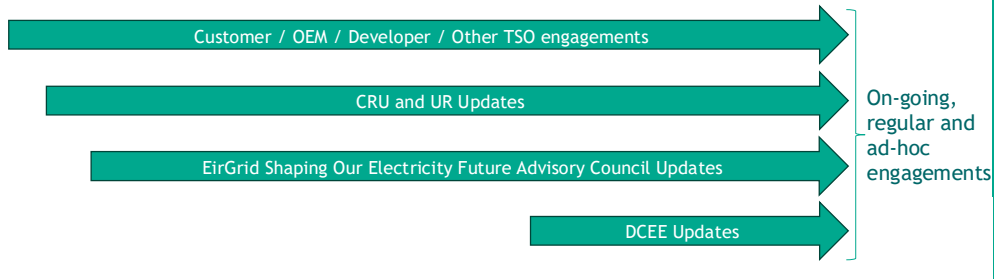 Customer / OEM / Developer / Other TSO engagements
CRU and UR Updates
On-going,
regular and
ad-hoc
engagements
EirGrid Shaping Our Electricity Future Advisory Council Updates
DCEE Updates